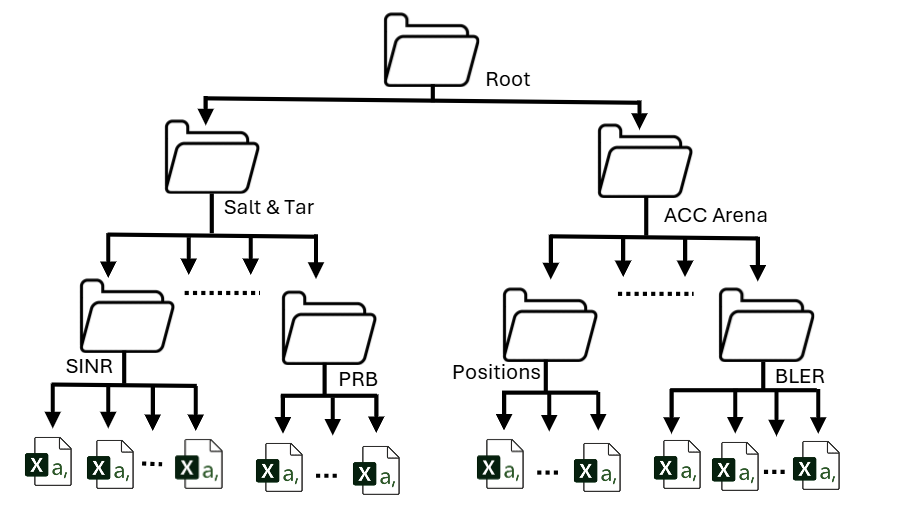 Root
Salt & Tar
ACC Arena
SINR
PRB
Positions
BLER
X a,
X a,
...
X a,
X a,
...
X a,
X a,
...
X a,
X a,
X a,
...
X a,